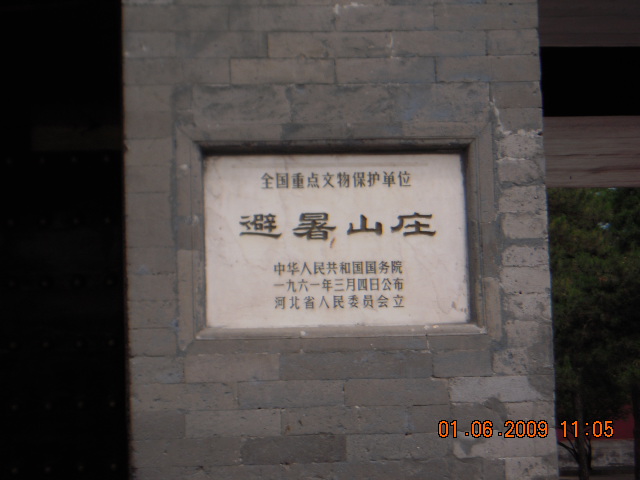 全国重点文物保护单位
避暑山庄
中华人民共和国国务院
一九六一年三月四日公布
河北省人民委员会立
01.06.2009 11:05